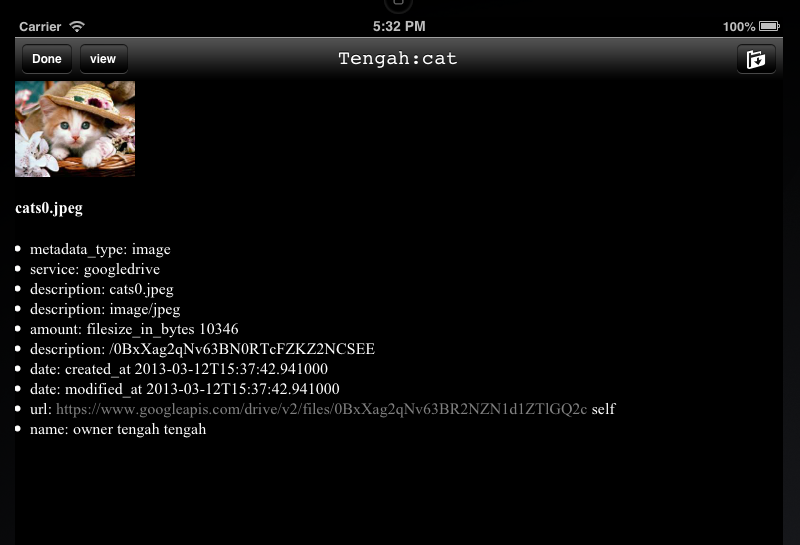 Carrier 5:32 PM 100%
Done view Tengah:cat
cats0.jpeg
metadata_type: image
service: googledrive
description: cats0.jpeg
description: image/jpeg
amount: filesize_in_bytes 10346
description: /0BxXag2qNv63BN0RTcFZKZ2NCSEE
date: created_at 2013-03-12T15:37:42.941000
date: modified_at 2013-03-12T15:37:42.941000
url: https://www.googleapis.com/drive/v2/files/0BxXag2qNv63BR2NZN1d1ZTlGQ2c self
name: owner tengah tengah